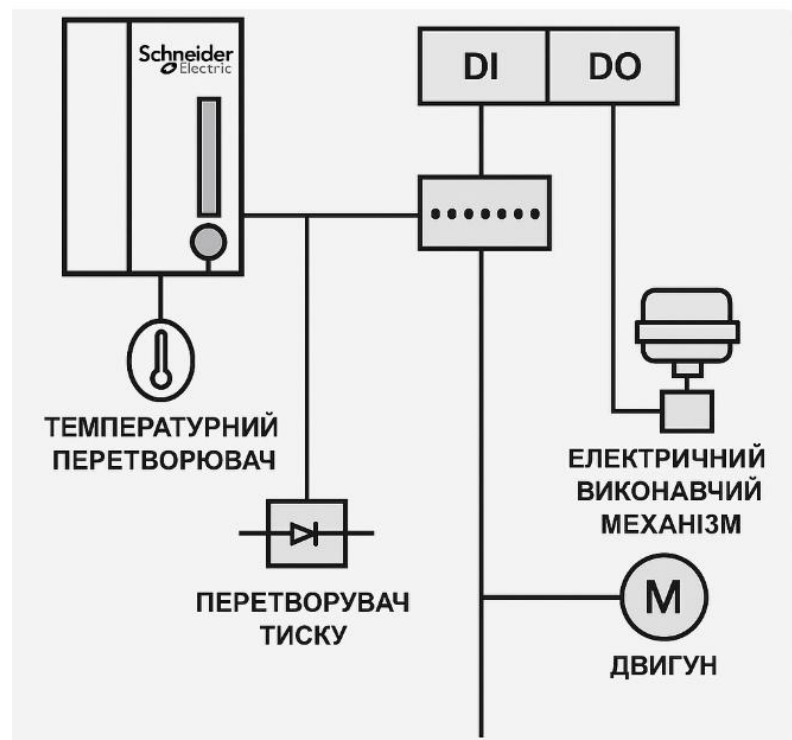 Schneider
Electric
DI
DO
ТЕМПЕРАТУРНИЙ
ПЕРЕТВОРЮВАЧ
ЕЛЕКТРИЧНИЙ
ВИКОНАВЧИЙ
МЕХАНІЗМ
ПЕРЕТВОРУВАЧ
ТИСКУ
M
ДВИГУН